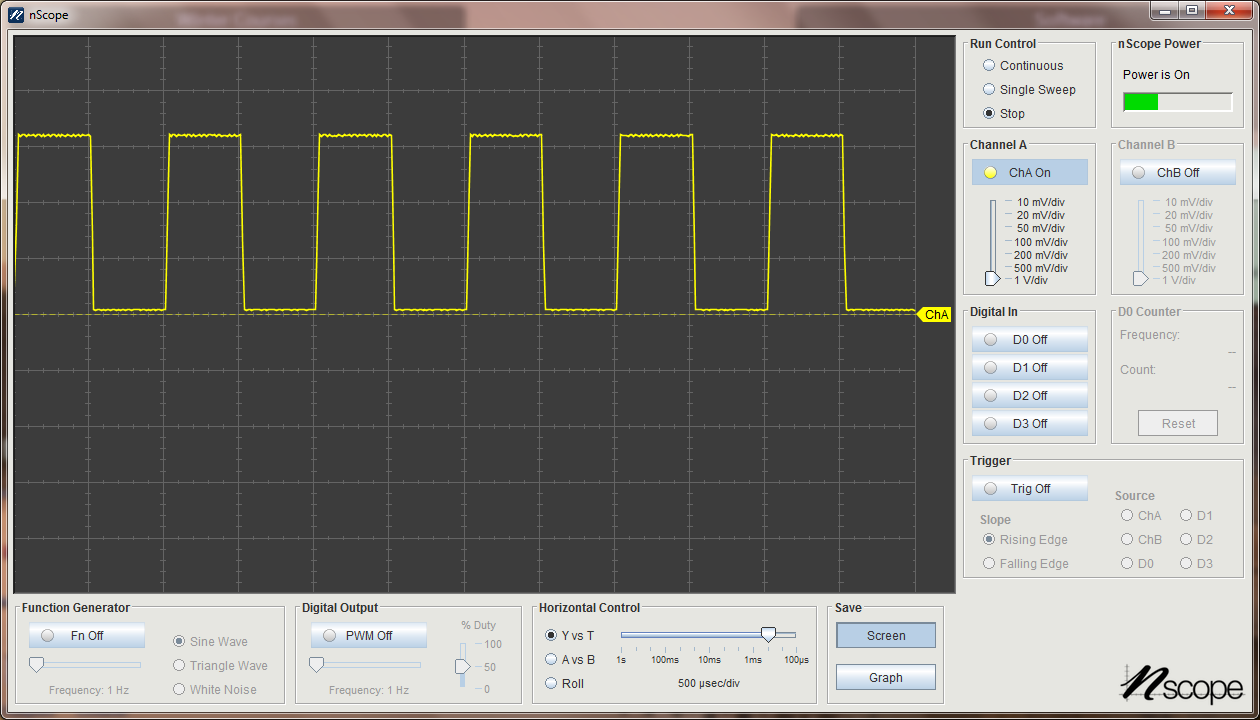 nScope
Winter Courses
Software
Run Control
Continuous
Single Sweep
Stop
nScope Power
Power is On
Channel A
ChA On
10 mV/div
20 mV/div
50 mV/div
100 mV/div
200 mV/div
500 mV/div
1 V/div
Channel B
ChB Off
10 mV/div
20 mV/div
50 mV/div
100 mV/div
200 mV/div
500 mV/div
1 V/div
ChA
Digital In
D0 Off
D1 Off
D2 Off
D3 Off
D0 Counter
Frequency:
--
Count:
--
Reset
Trigger
Trig Off
Slope
Rising Edge
Falling Edge
Source
ChA
D1
ChB
D2
D0
D3
Function Generator
Fn Off
Sine Wave
Triangle Wave
White Noise
Frequency: 1 Hz
Digital Output
PWM Off
% Duty
100
50
0
Frequency: 1 Hz
Horizontal Control
Y vs T
A vs B
Roll
1s 100ms 10ms 1ms 100µs
500 µsec/div
Save
Screen
Graph
nscope